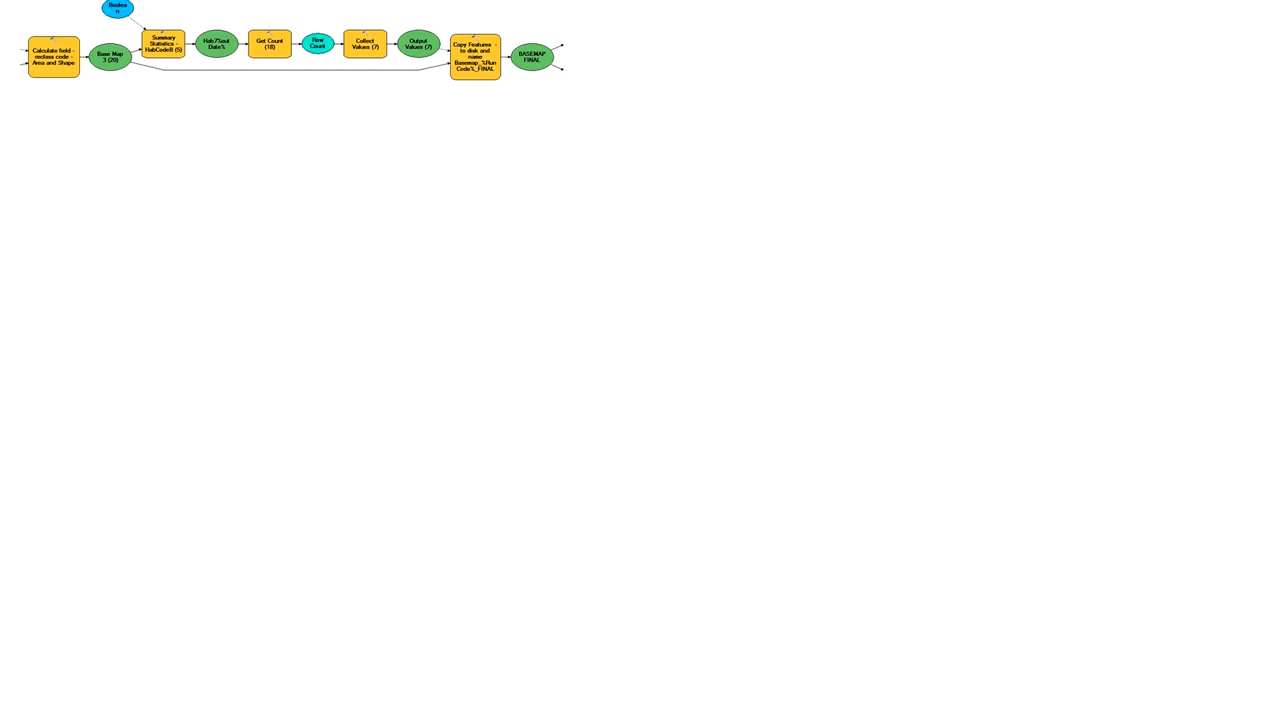 Boolea
n
Calculate field -
reclass code -
Area and Shape
Base Map
3 (20)
Summary
Statistics -
HabCodeB (5)
Hab7%out
Date%
Get Count
(18)
Row
Count
Collect
Values (7)
Output
Values (7)
Copy Features -
to disk and
name
Basemap_%Run
Code%_FINAL
BASEMAP
FINAL